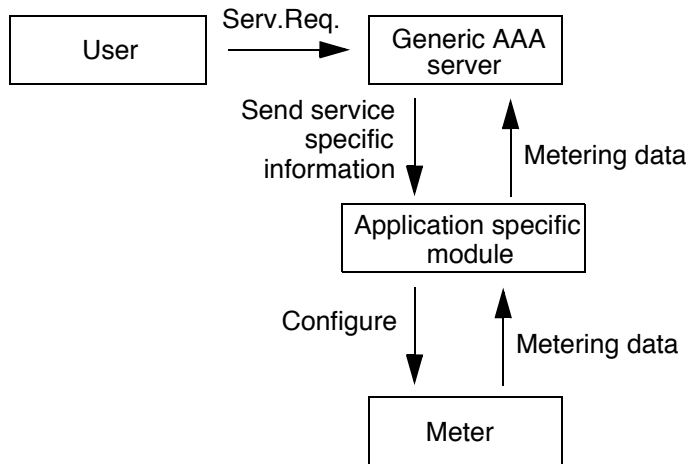 Serv.Req.
User
Generic AAA
server
Send service
specific
information
Metering data
Application specific
module
Configure
Metering data
Meter